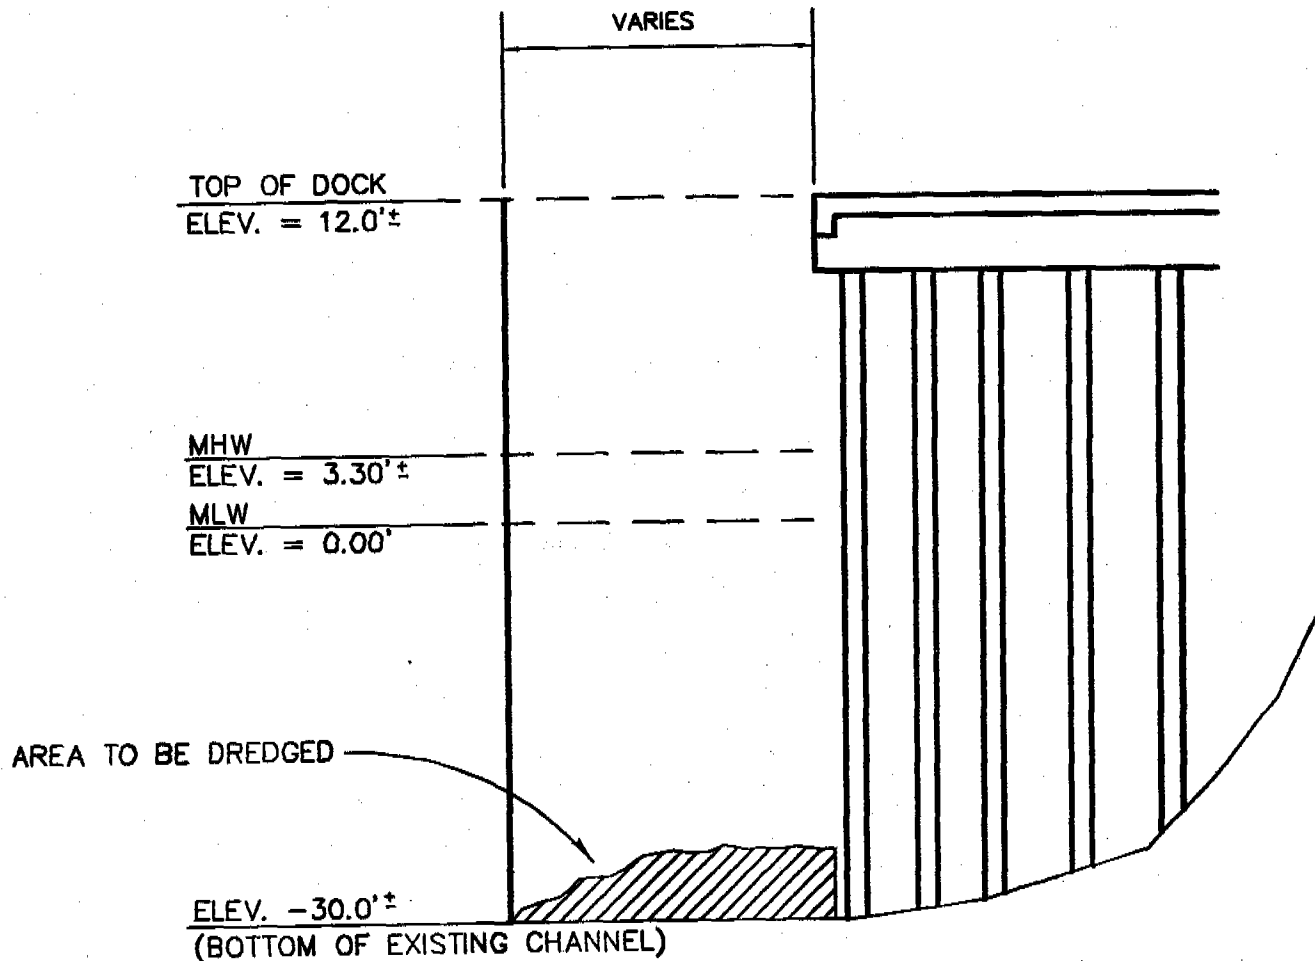 VARIES
TOP OF DOCK
ELEV. = 12.0'±
MHW
ELEV. = 3.30'±
MLW
ELEV. = 0.00'
AREA TO BE DREDGED
ELEV. -30.0'±
(BOTTOM OF EXISTING CHANNEL)